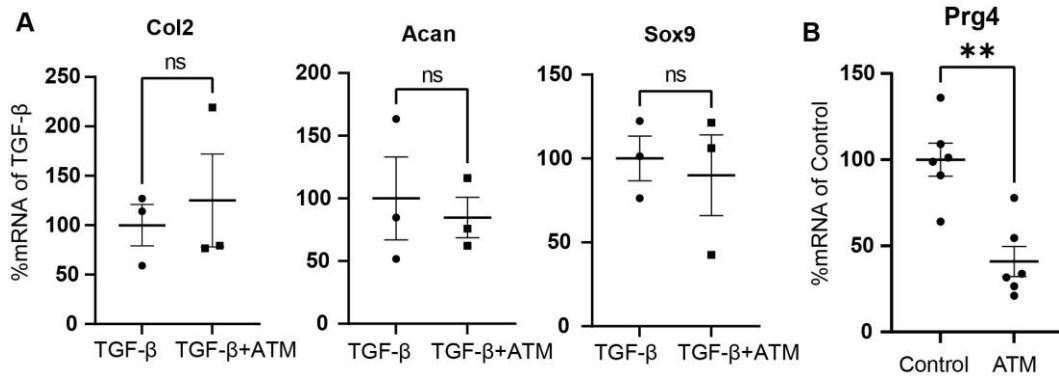 A
Col2
ns
%mRNA of TGF-β
250
200
150
100
50
0
TGF-β TGF-β+ATM
Acan
ns
200
150
100
50
0
TGF-β TGF-β+ATM
Sox9
ns
150
100
50
0
TGF-β TGF-β+ATM
B
Prg4
**
%mRNA of Control
150
100
50
0
Control ATM